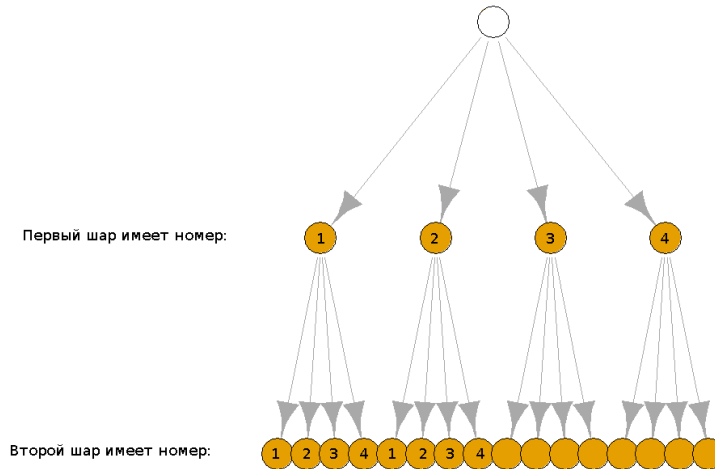 Первый шар имеет номер: 1 2 3 4
Второй шар имеет номер: 1 2 3 4 1 2 3 4